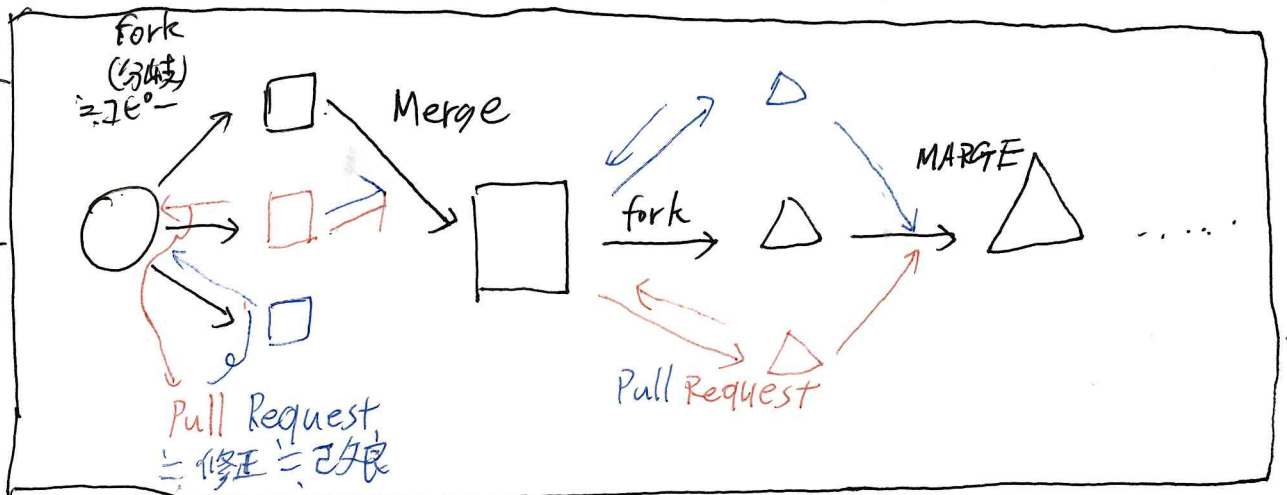 fork
(分岐)
≒コピー
Merge
fork
MARGE
.....
Pull Request
≒修正≒改良
Pull Request